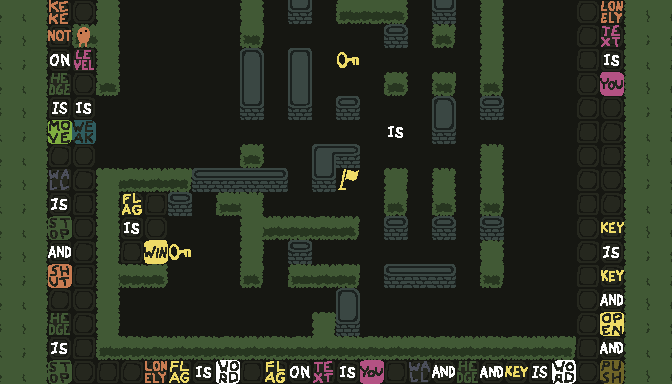 KEKE LONELY
NOT TEXT
ON LEVEL IS
HEDGE YOU
IS IS
MOVE WEAK IS
WALL
IS FLAG
STOP IS KEY
AND WIN IS
SHUT KEY
AND
HEDGE OPEN
IS AND
STOP LONELY FLAG IS WORD FLAG ON TEXT IS YOU WALL AND HEDGE AND KEY IS WORD PUSH